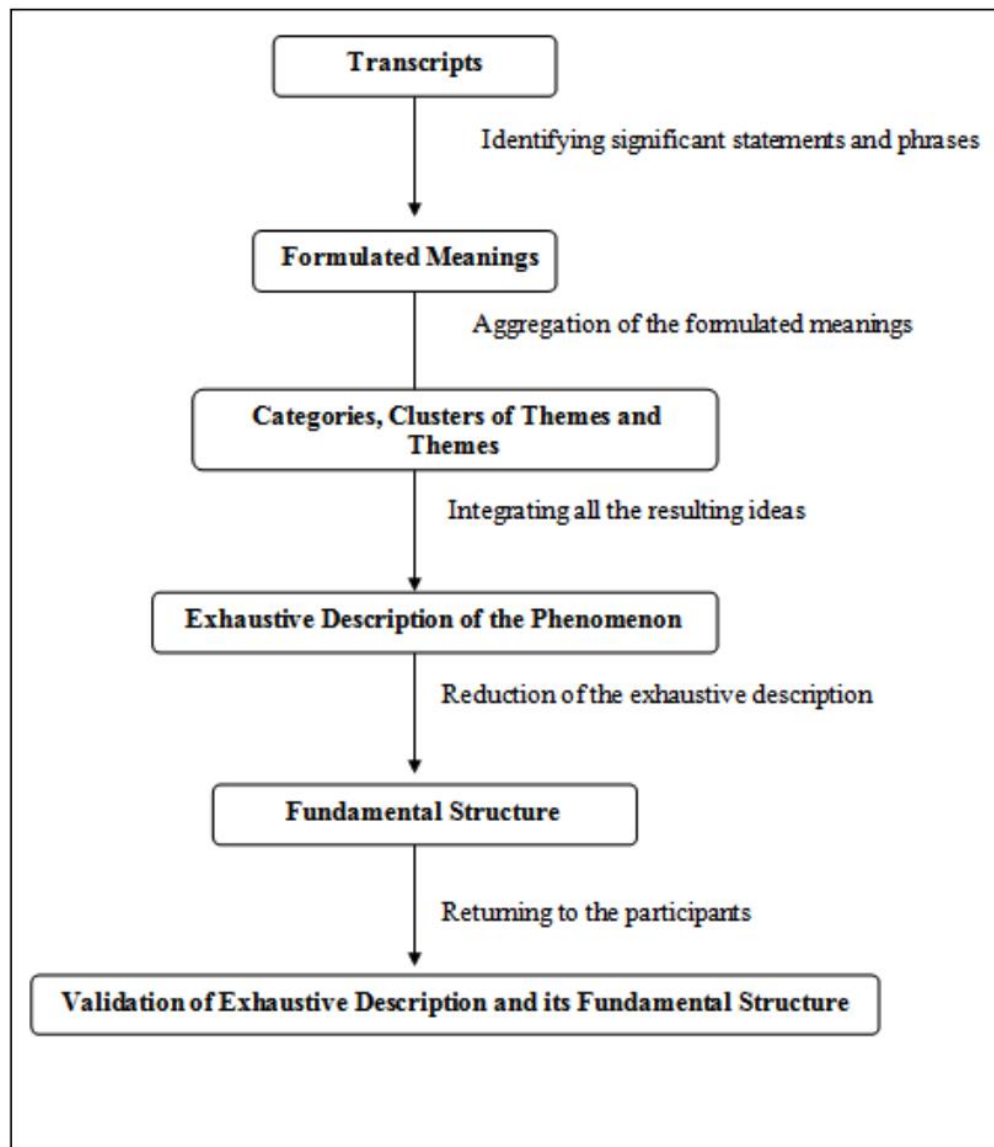 Transcripts
Identifying significant statements and phrases
Formulated Meanings
Aggregation of the formulated meanings
Categories, Clusters of Themes and
Themes
Integrating all the resulting ideas
Exhaustive Description of the Phenomenon
Reduction of the exhaustive description
Fundamental Structure
Returning to the participants
Validation of Exhaustive Description and its Fundamental Structure